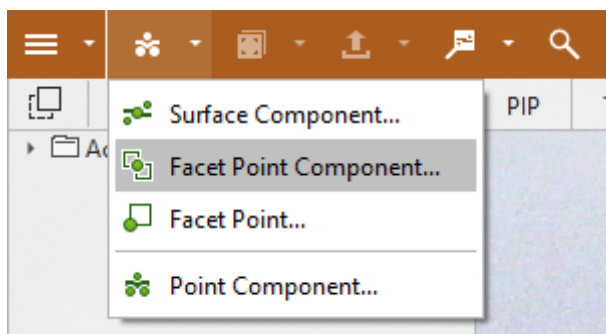 Surface Component...
PIP
Facet Point Component...
Facet Point...
Point Component...